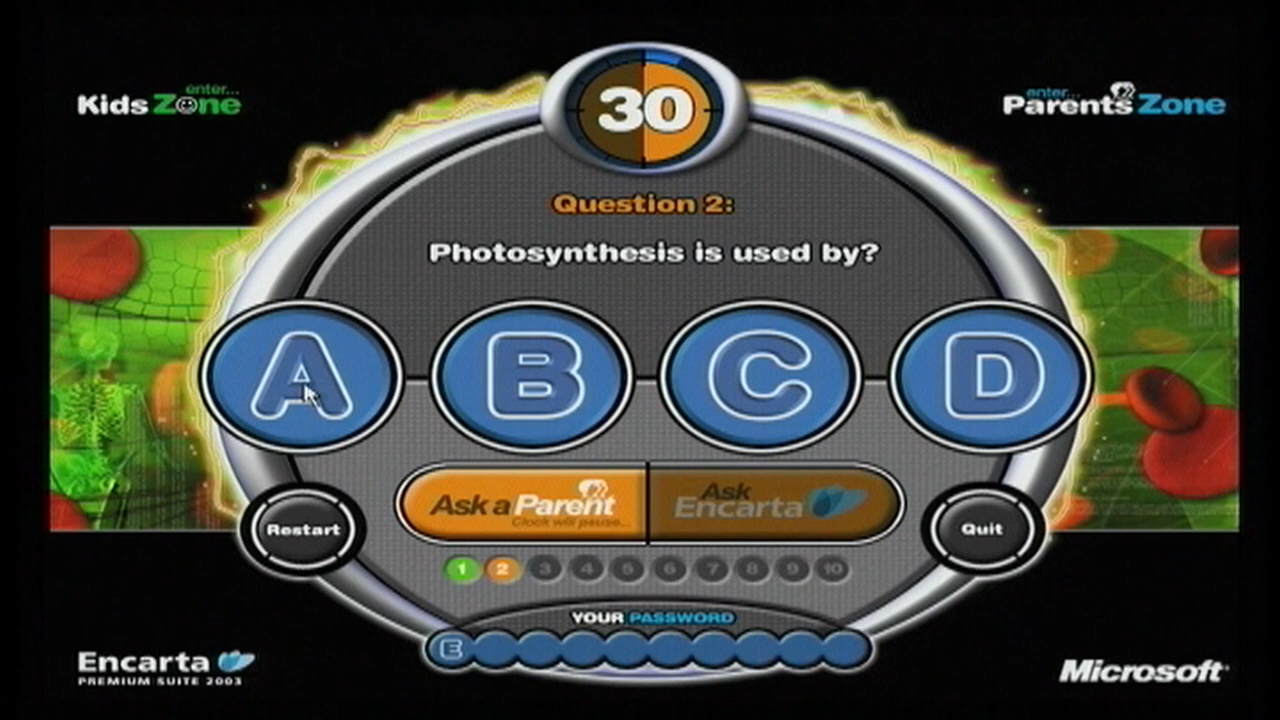 enter...
Kids Zone
30
enter...
Parents Zone
Question 2:
Photosynthesis is used by?
A B C D
Ask a Parent
Clock will pause...
Ask
Encarta
Restart
Quit
1 2 3 4 5 6 7 8 9 10
YOUR PASSWORD
E
Encarta
PREMIUM SUITE 2003
Microsoft